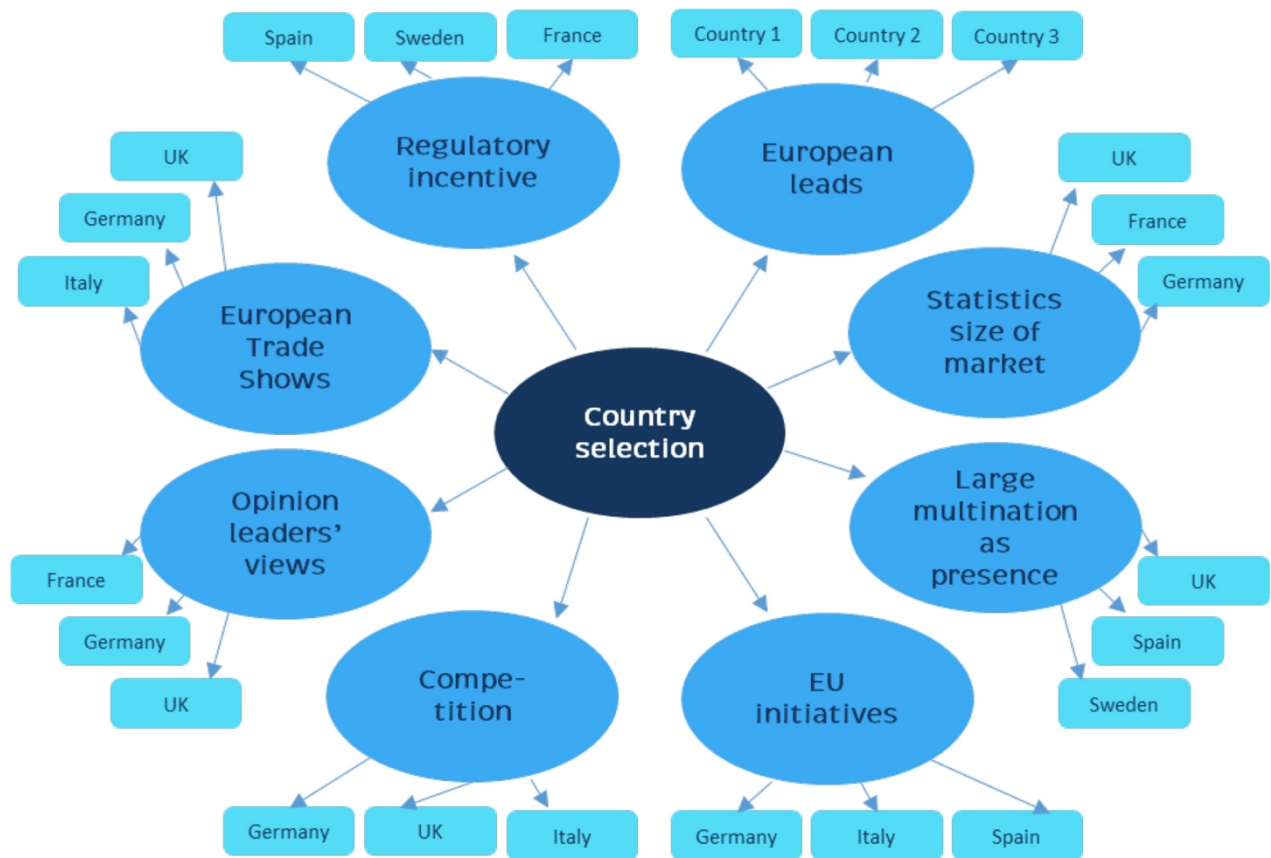 Spain
Sweden
France
Country 1
Country 2
Country 3
Regulatory
incentive
European
leads
UK
Germany
Italy
European
Trade
Shows
UK
France
Germany
Statistics
size of
market
Country
selection
Opinion
leaders’
views
France
Germany
UK
Large
multination
as
presence
UK
Spain
Sweden
Compe-
tition
Germany
UK
Italy
EU
initiatives
Germany
Italy
Spain